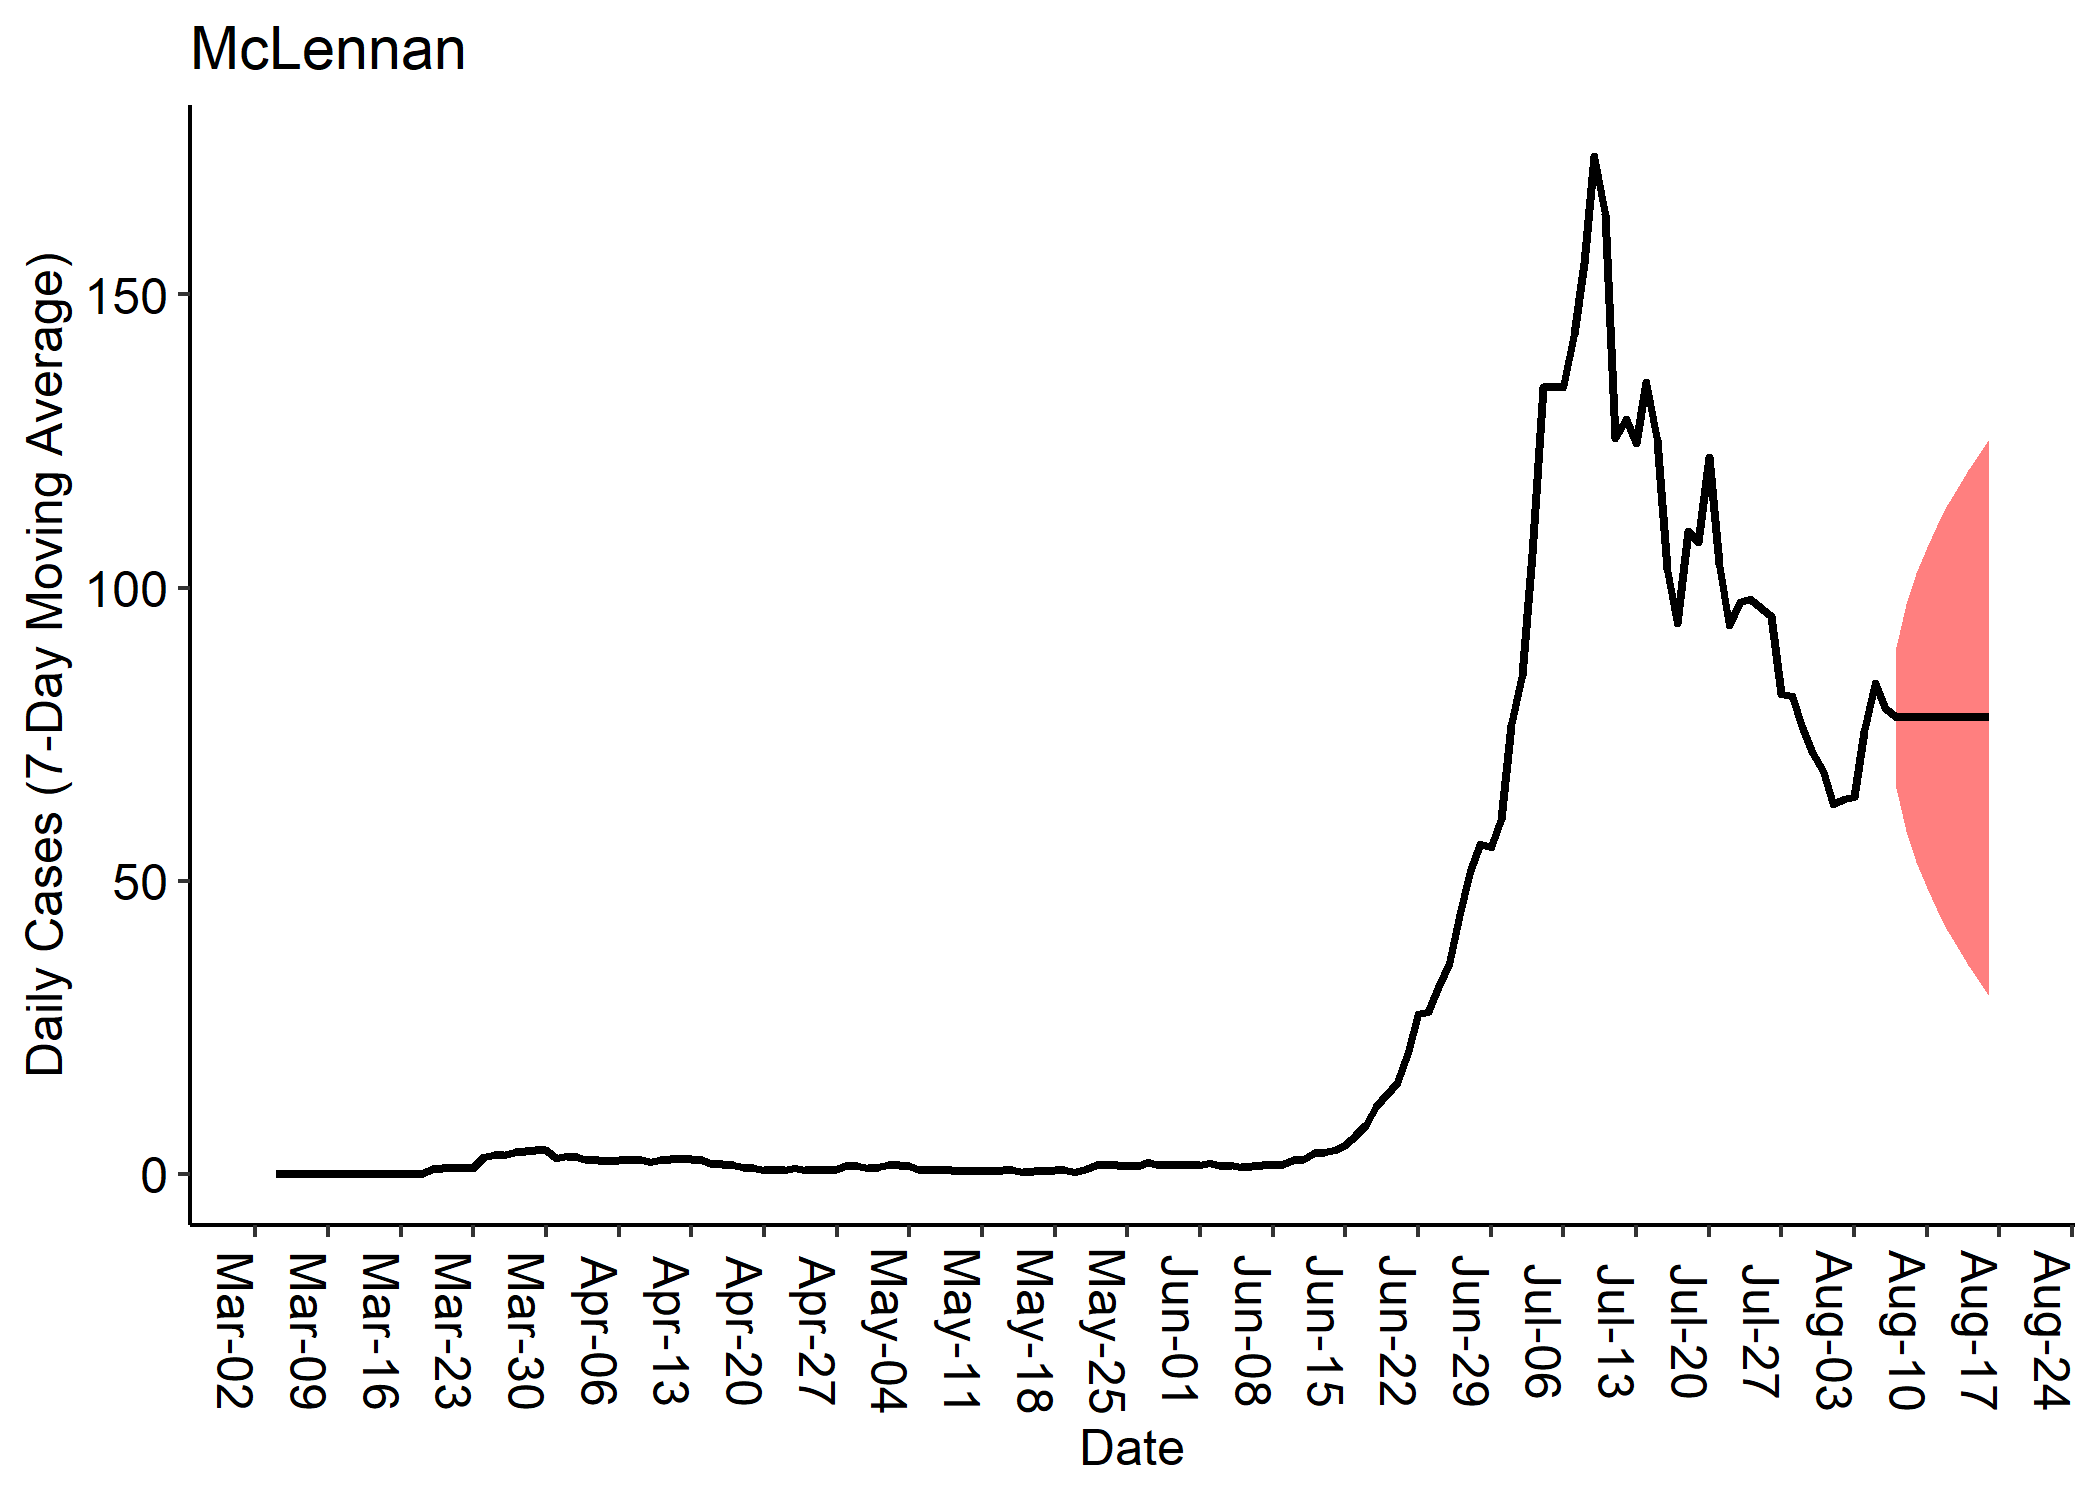 McLennan
Daily Cases (7-Day Moving Average)
150
100
50
0
Mar-02
Mar-09
Mar-16
Mar-23
Mar-30
Apr-06
Apr-13
Apr-20
Apr-27
May-04
May-11
May-18
May-25
Jun-01
Jun-08
Jun-15
Jun-22
Jun-29
Jul-06
Jul-13
Jul-20
Jul-27
Aug-03
Aug-10
Aug-17
Aug-24
Date